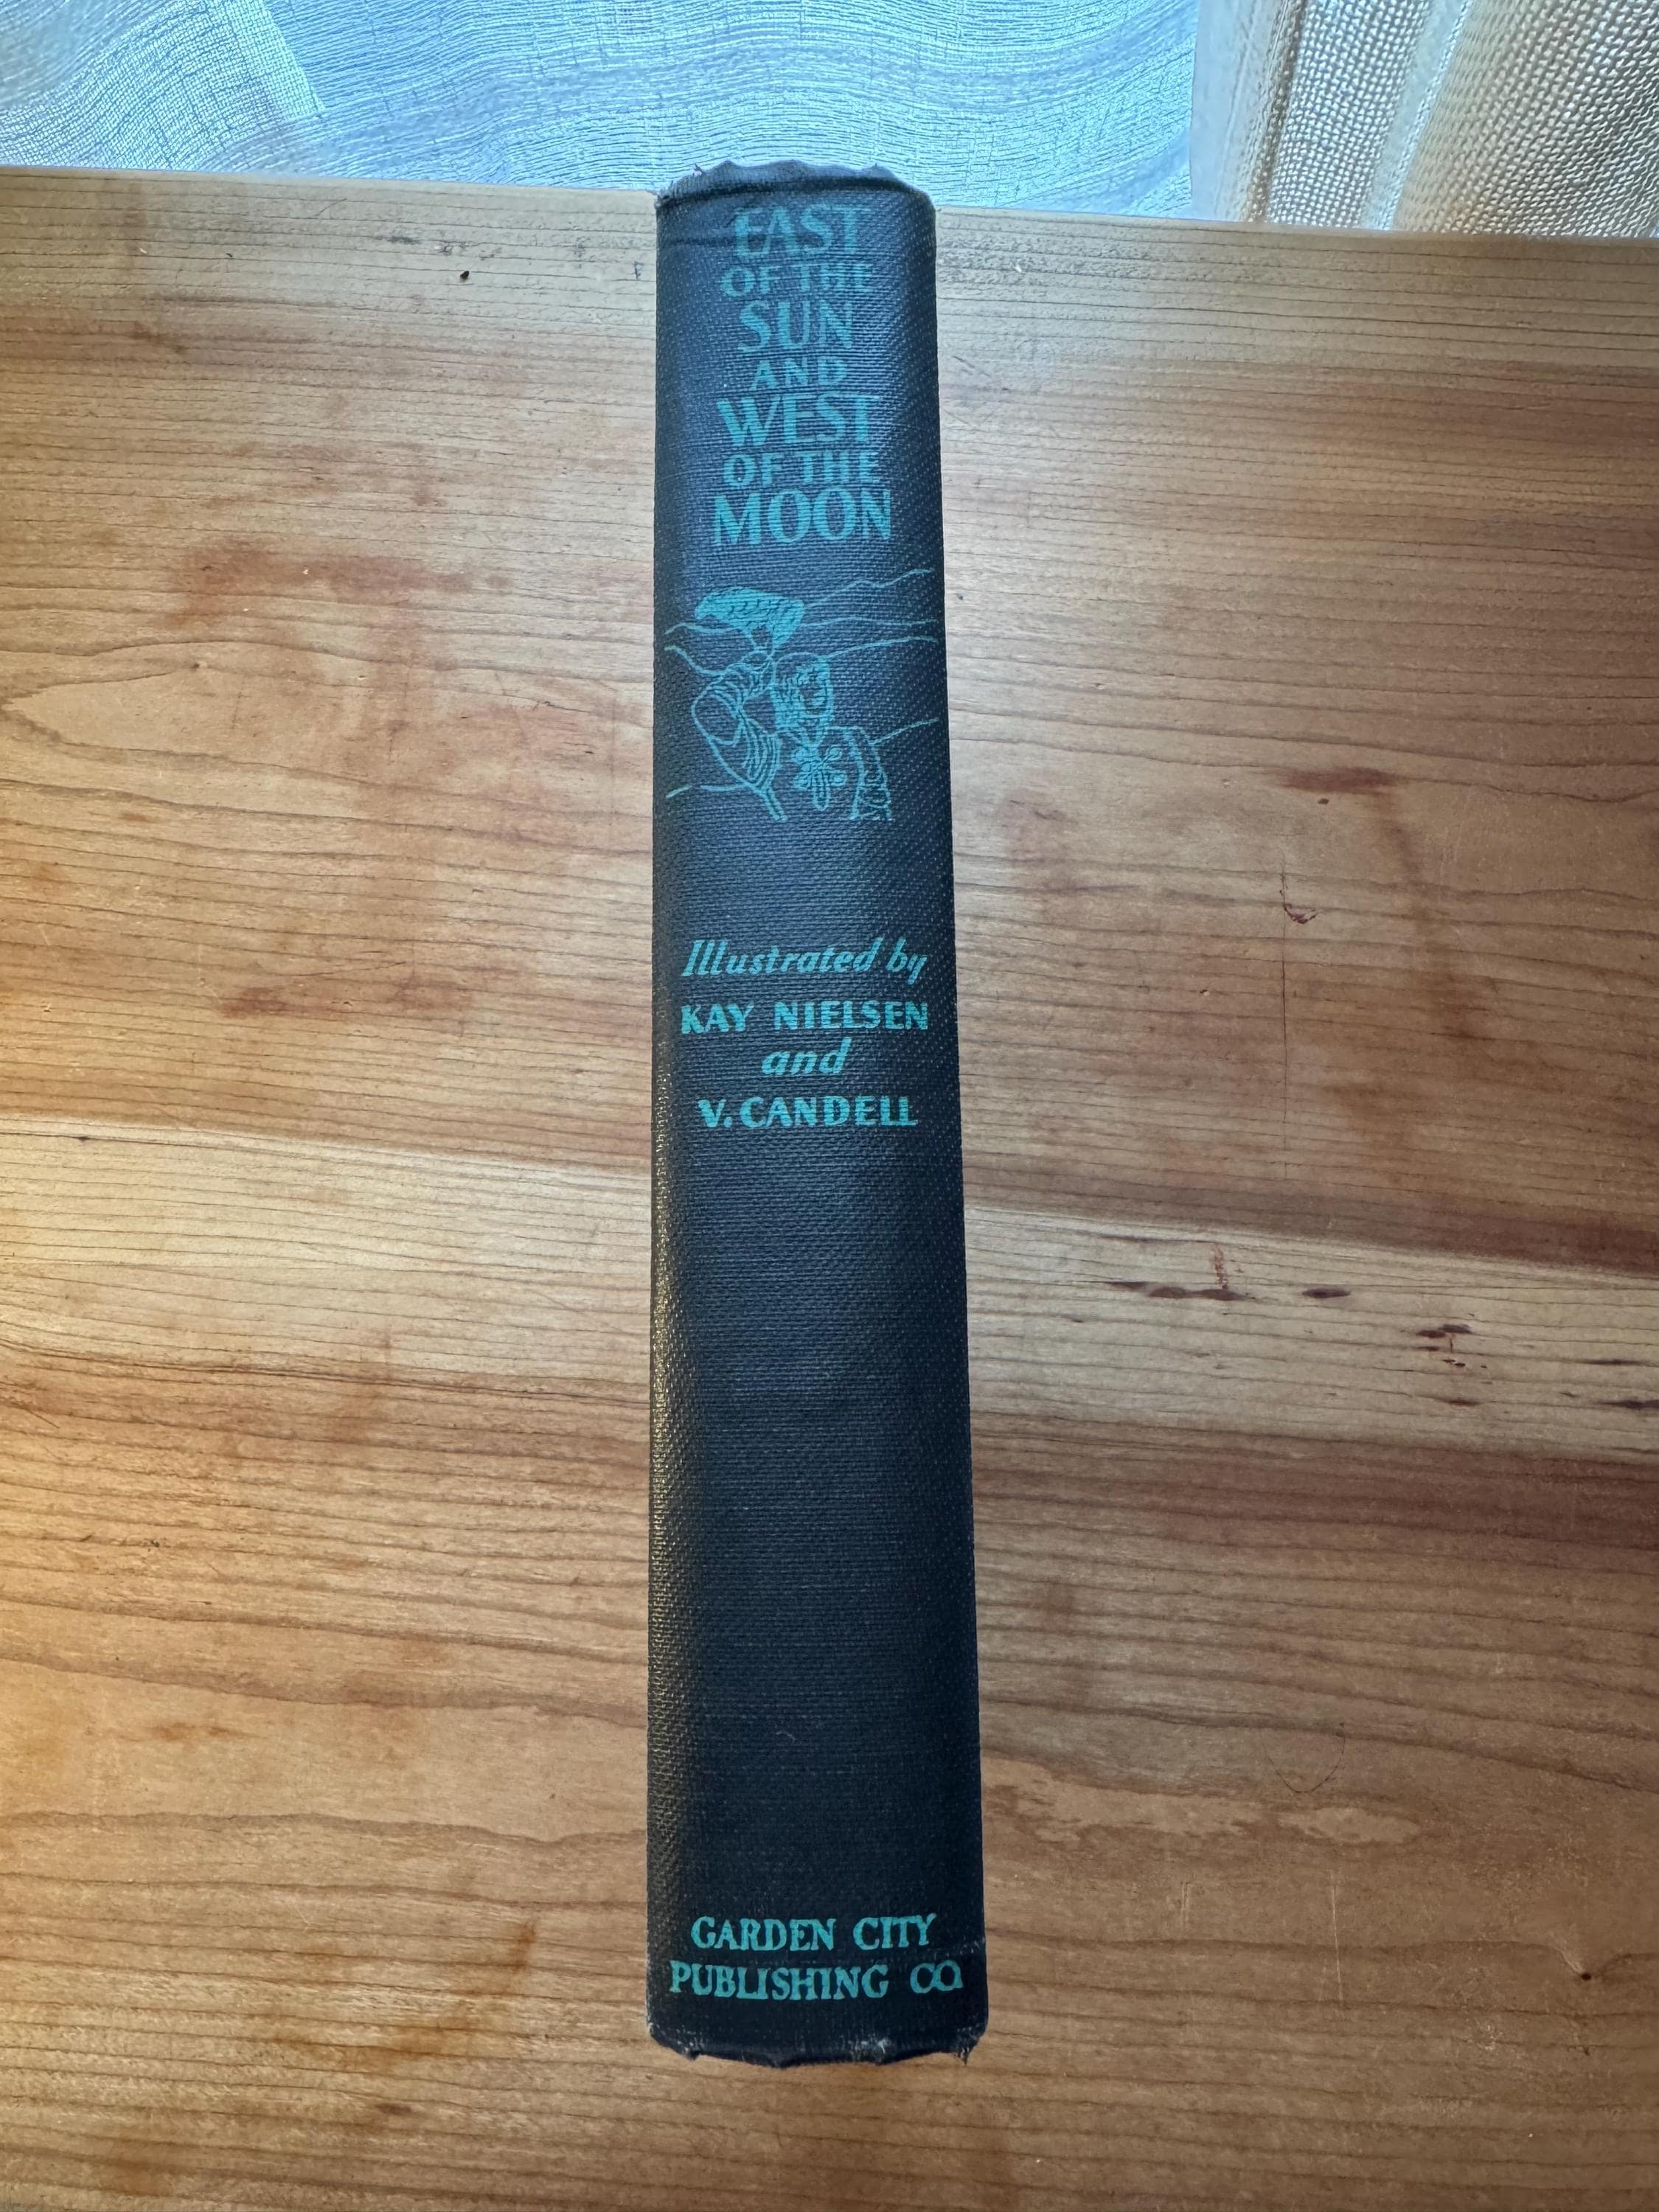 EAST
OF THE
SUN
AND
WEST
OF THE
MOON
Illustrated by
KAY NIELSEN
and
V. CANDELL
GARDEN CITY
PUBLISHING CO.